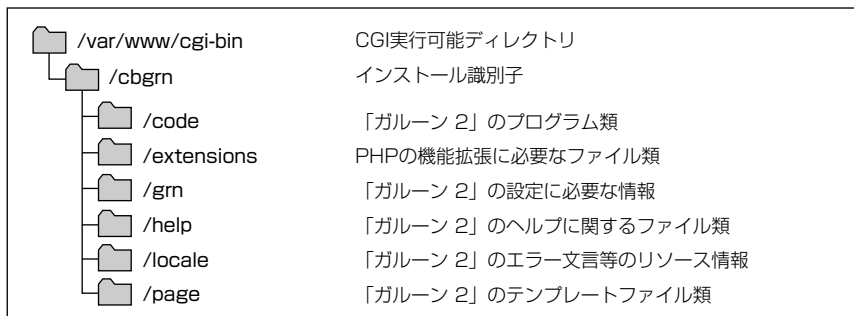 /var/www/cgi-bin CGI実行可能ディレクトリ
/cbgrn インストール識別子
/code 「ガルーン 2」のプログラム類
/extensions PHPの機能拡張に必要なファイル類
/grn 「ガルーン 2」の設定に必要な情報
/help 「ガルーン 2」のヘルプに関するファイル類
/locale 「ガルーン 2」のエラー文言等のリソース情報
/page 「ガルーン 2」のテンプレートファイル類